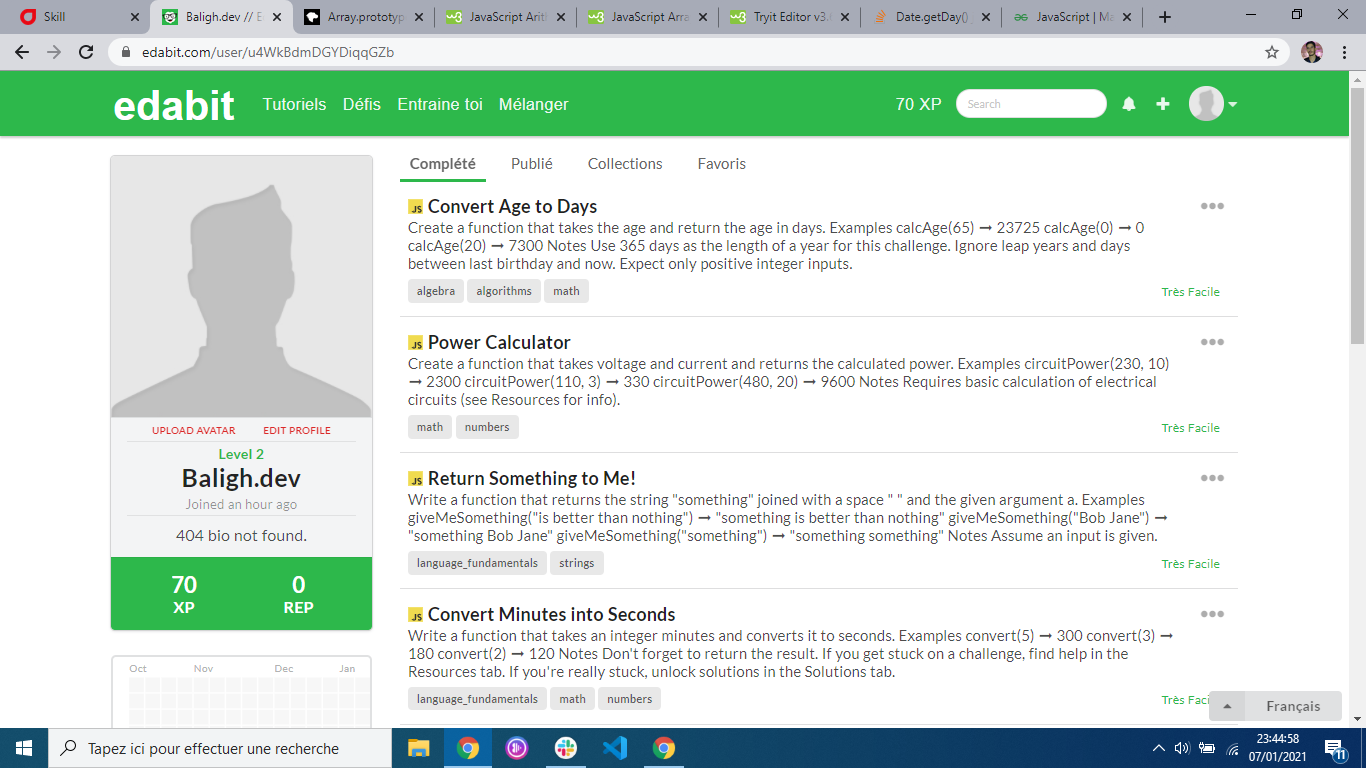 Skill
Baligh.dev // E
Array.prototyp
JavaScript Arit
JavaScript Arra
Tryit Editor v3.
Date.getDay()
JavaScript | Ma
edabit.com/user/u4WkBdmDGYDiqqGZb
edabit
Tutoriels Défis Entraine toi Mélanger
70 XP
Search
Complété Publié Collections Favoris
JS Convert Age to Days
Create a function that takes the age and return the age in days. Examples calcAge(65) ➞ 23725 calcAge(0) ➞ 0
calcAge(20) ➞ 7300 Notes Use 365 days as the length of a year for this challenge. Ignore leap years and days
between last birthday and now. Expect only positive integer inputs.
algebra algorithms math
Très Facile
JS Power Calculator
Create a function that takes voltage and current and returns the calculated power. Examples circuitPower(230, 10)
➞ 2300 circuitPower(110, 3) ➞ 330 circuitPower(480, 20) ➞ 9600 Notes Requires basic calculation of electrical
circuits (see Resources for info).
math numbers
Très Facile
JS Return Something to Me!
Write a function that returns the string "something" joined with a space " " and the given argument a. Examples
giveMeSomething("is better than nothing") ➞ "something is better than nothing" giveMeSomething("Bob Jane") ➞
"something Bob Jane" giveMeSomething("something") ➞ "something something" Notes Assume an input is given.
language_fundamentals strings
Très Facile
JS Convert Minutes into Seconds
Write a function that takes an integer minutes and converts it to seconds. Examples convert(5) ➞ 300 convert(3) ➞
180 convert(2) ➞ 120 Notes Don't forget to return the result. If you get stuck on a challenge, find help in the
Resources tab. If you're really stuck, unlock solutions in the Solutions tab.
language_fundamentals math numbers
Très Faci
UPLOAD AVATAR EDIT PROFILE
Level 2
Baligh.dev
Joined an hour ago
404 bio not found.
70 0
XP REP
Oct Nov Dec Jan
Français
Tapez ici pour effectuer une recherche
23:44:58
07/01/2021
11